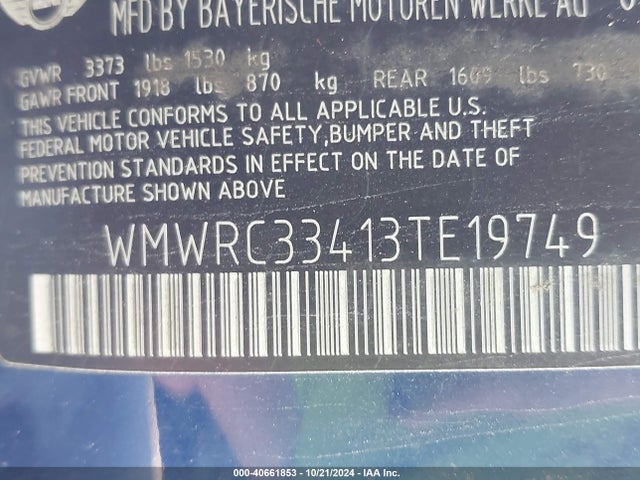 MFD BY BAYERISCHE MOTOREN WERKE AG
GVWR 3373 lbs 1530 kg
GAWR FRONT 1918 lbs 870 kg REAR 1609 lbs 730
THIS VEHICLE CONFORMS TO ALL APPLICABLE U.S.
FEDERAL MOTOR VEHICLE SAFETY,BUMPER AND THEFT
PREVENTION STANDARDS IN EFFECT ON THE DATE OF
MANUFACTURE SHOWN ABOVE
WMWRC33413TE19749
000-40661853 - 10/21/2024 - IAA Inc.